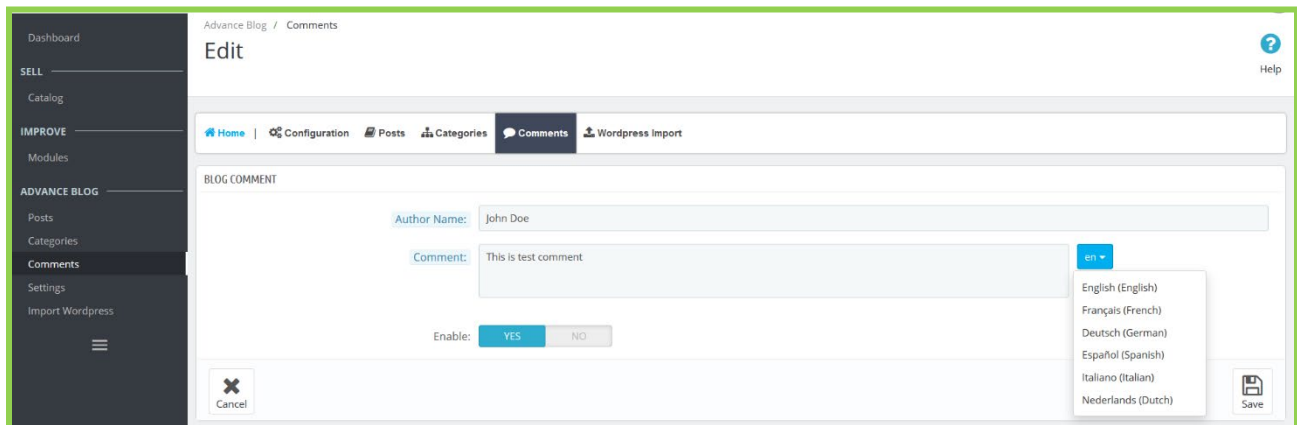 Dashboard
SELL
Catalog
IMPROVE
Modules
ADVANCE BLOG
Posts
Categories
Comments
Settings
Import Wordpress
Advance Blog / Comments
Edit
?
Help
Home | Configuration Posts Categories Comments Wordpress Import
BLOG COMMENT
Author Name: John Doe
Comment: This is test comment
en
English (English)
Français (French)
Deutsch (German)
Español (Spanish)
Italiano (Italian)
Nederlands (Dutch)
Enable: YES NO
Cancel
Save